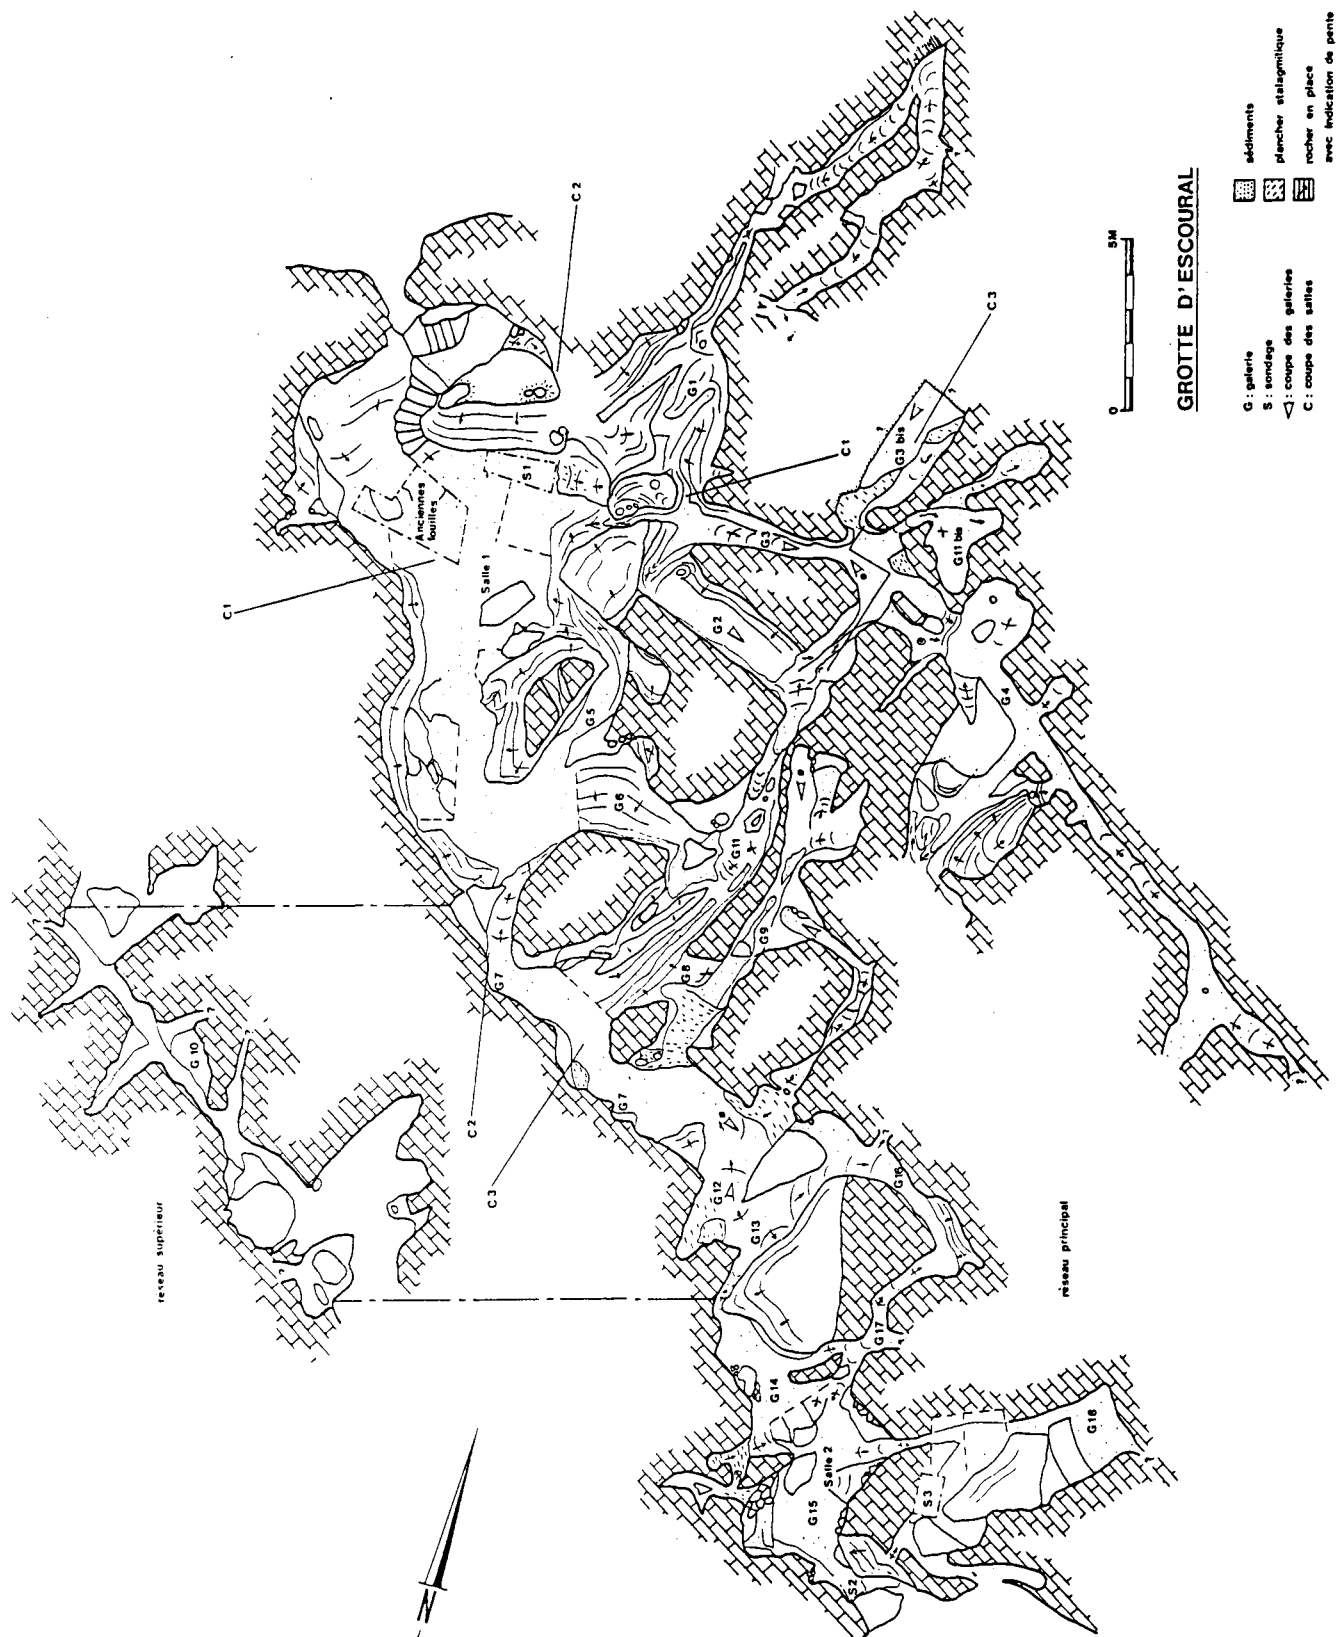 GROTTE D'ESCOURAL
0
5M
G : galerie
S : sondage
◁ : coupe des galeries
C : coupe des salles
sédiments
plancher stalagmitique
rocher en place
avec indication de pente
réseau supérieur
réseau principal
Anciennes
fouilles
Salle 1
Salle 2
S1
S2
S3
C1
C1
C2
C2
C3
C3
G1
G2
G3
G3 bis
G4
G5
G6
G7
G7
G8
G9
G10
G11
G11 bis
G12
G13
G14
G15
G16
G17
G18
N